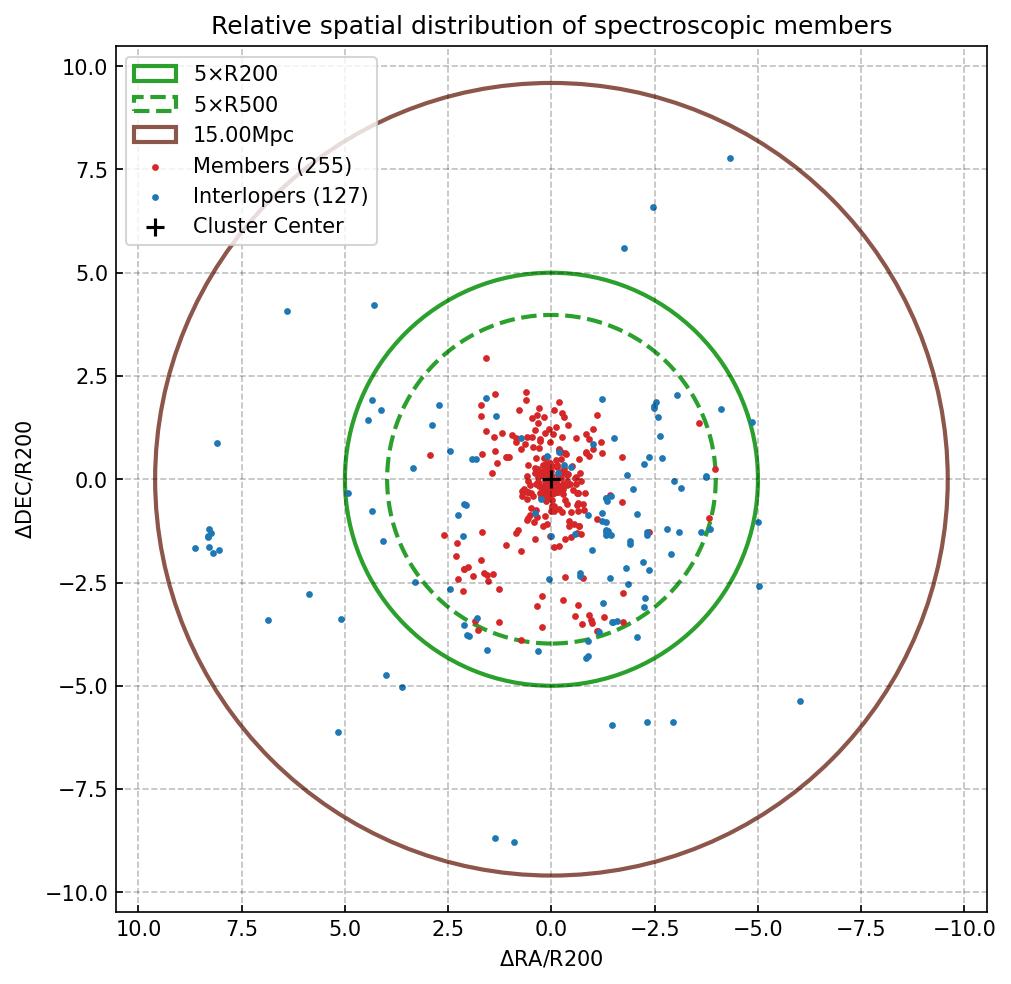 Relative spatial distribution of spectroscopic members
5×R200
5×R500
15.00Mpc
Members (255)
Interlopers (127)
Cluster Center
10.0
7.5
5.0
2.5
0.0
−2.5
−5.0
−7.5
−10.0
ΔDEC/R200
10.0 7.5 5.0 2.5 0.0 −2.5 −5.0 −7.5 −10.0
ΔRA/R200